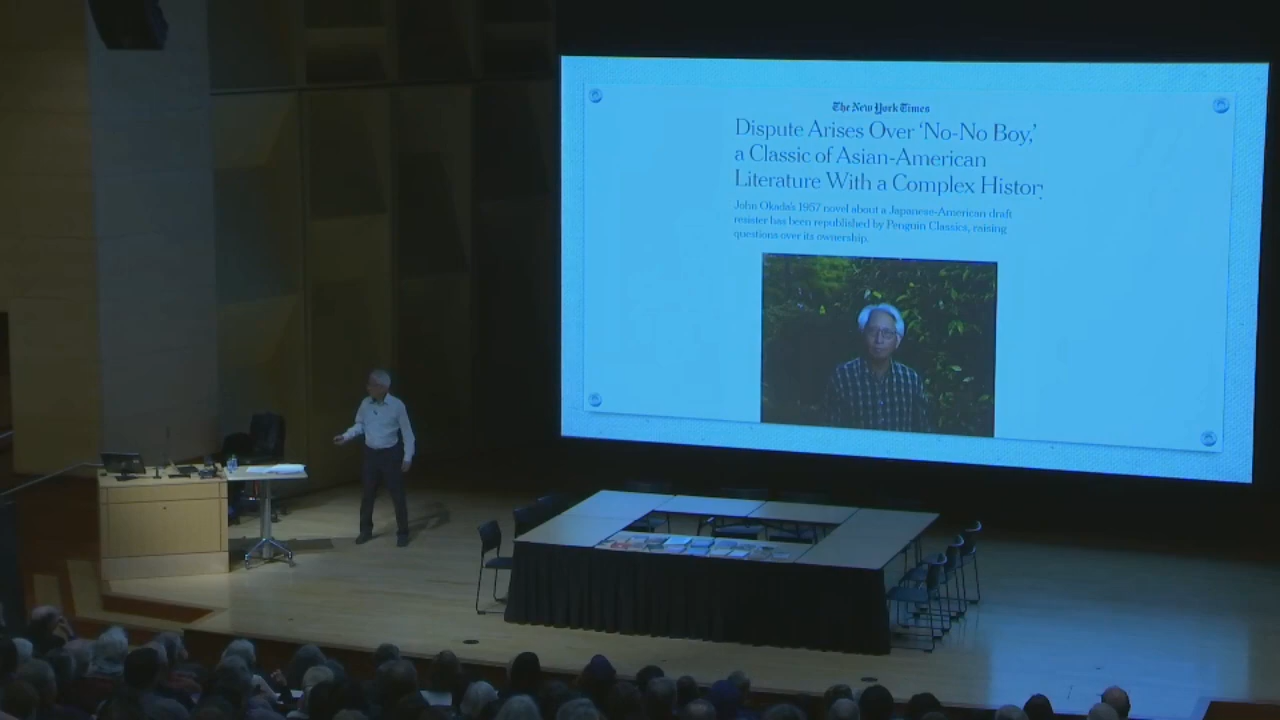 The New York Times
Dispute Arises Over ‘No-No Boy,’
a Classic of Asian-American
Literature With a Complex History
John Okada's 1957 novel about a Japanese-American draft
resister has been republished by Penguin Classics, raising
questions over its ownership.